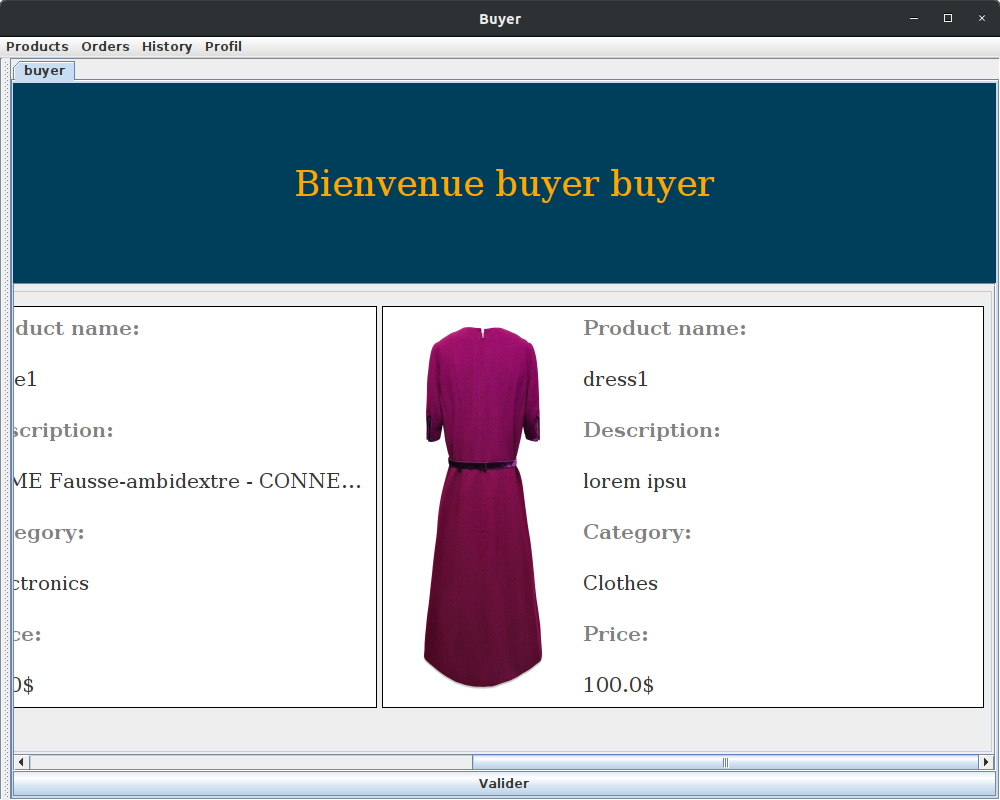 Buyer
Products Orders History Profil
buyer
Bienvenue buyer buyer
duct name:
e1
scription:
ME Fausse-ambidextre - CONNE...
egory:
ctronics
ce:
0$
Product name:
dress1
Description:
lorem ipsu
Category:
Clothes
Price:
100.0$
Valider